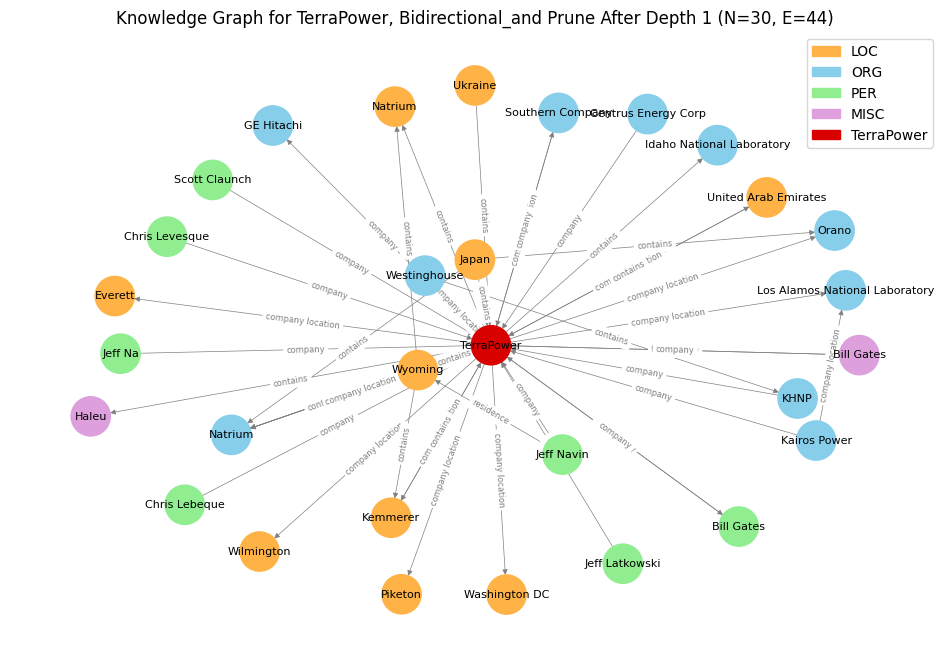 Knowledge Graph for TerraPower, Bidirectional_and Prune After Depth 1 (N=30, E=44)
LOC
ORG
PER
MISC
TerraPower
Ukraine
Natrium
Southern Company
Energy Corp
GE Hitachi
Idaho National Laboratory
Scott Claunch
United Arab Emirates
Chris Levesque
Orano
Japan
Westinghouse
Los Alamos National Laboratory
Everett
TerraPower
Jeff Na
Bill Gates
Wyoming
KHNP
Haleu
Natrium
Kairos Power
Jeff Navin
Chris Lebeque
Kemmerer
Bill Gates
Wilmington
Jeff Latkowski
Piketon
Washington DC
contains
contains
contains
company
company
contains
company
contains
company
contains
company location
company
contains
company location
company location
contains
company
company
contains
contains
company
company
contains
company location
residence
company
company
company location
contains
contains
company location
company location
company
company location